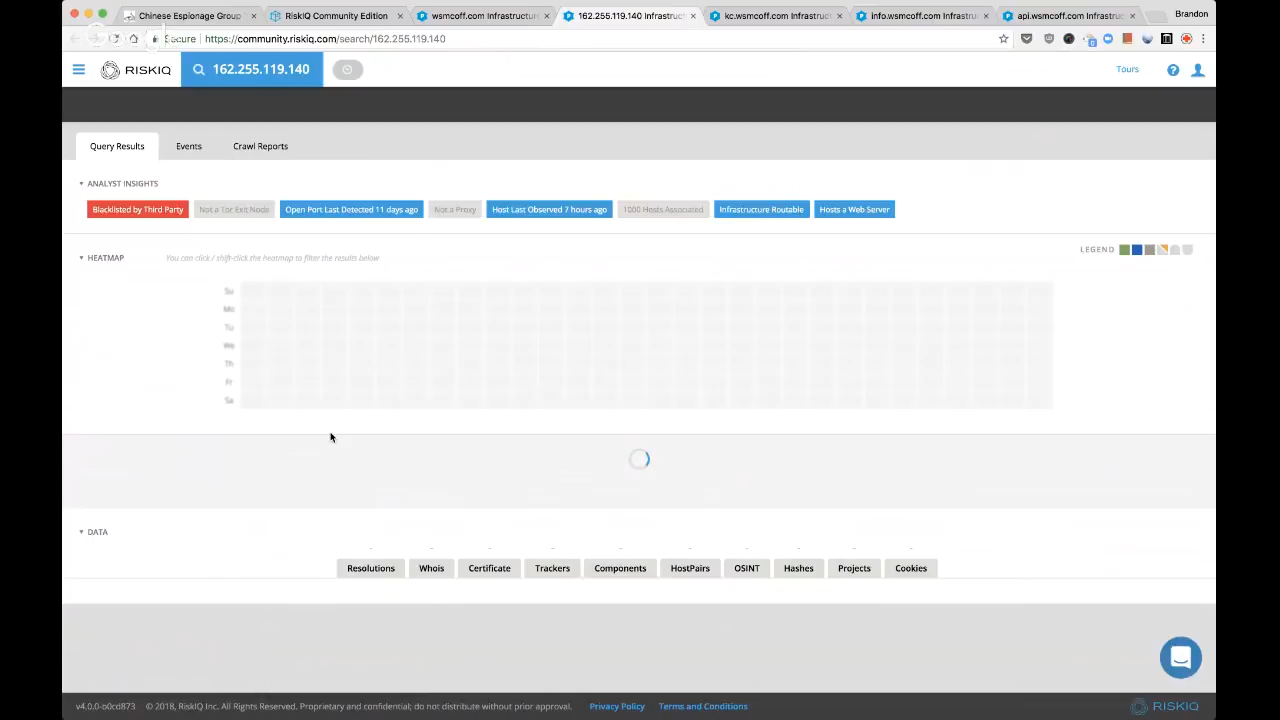 Chinese Espionage Group
RiskIQ Community Edition
wsmcoff.com Infrastructure
162.255.119.140 Infrastruct
kc.wsmcoff.com Infrastruct
info.wsmcoff.com Infrastru
api.wsmcoff.com Infrastruc
Brandon
Secure
https://community.riskiq.com/search/162.255.119.140
RISKIQ
162.255.119.140
Tours
Query Results
Events
Crawl Reports
ANALYST INSIGHTS
Blacklisted by Third Party
Not a Tor Exit Node
Open Port Last Detected 11 days ago
Not a Proxy
Host Last Observed 7 hours ago
1000 Hosts Associated
Infrastructure Routable
Hosts a Web Server
HEATMAP
You can click / shift-click the heatmap to filter the results below
LEGEND
Su
Mo
Tu
We
Th
Fr
Sa
DATA
Resolutions
Whois
Certificate
Trackers
Components
HostPairs
OSINT
Hashes
Projects
Cookies
v4.0.0-b0cd873
© 2018, RiskIQ Inc. All Rights Reserved. Proprietary and confidential; do not distribute without prior approval.
Privacy Policy
Terms and Conditions
RISKIQ